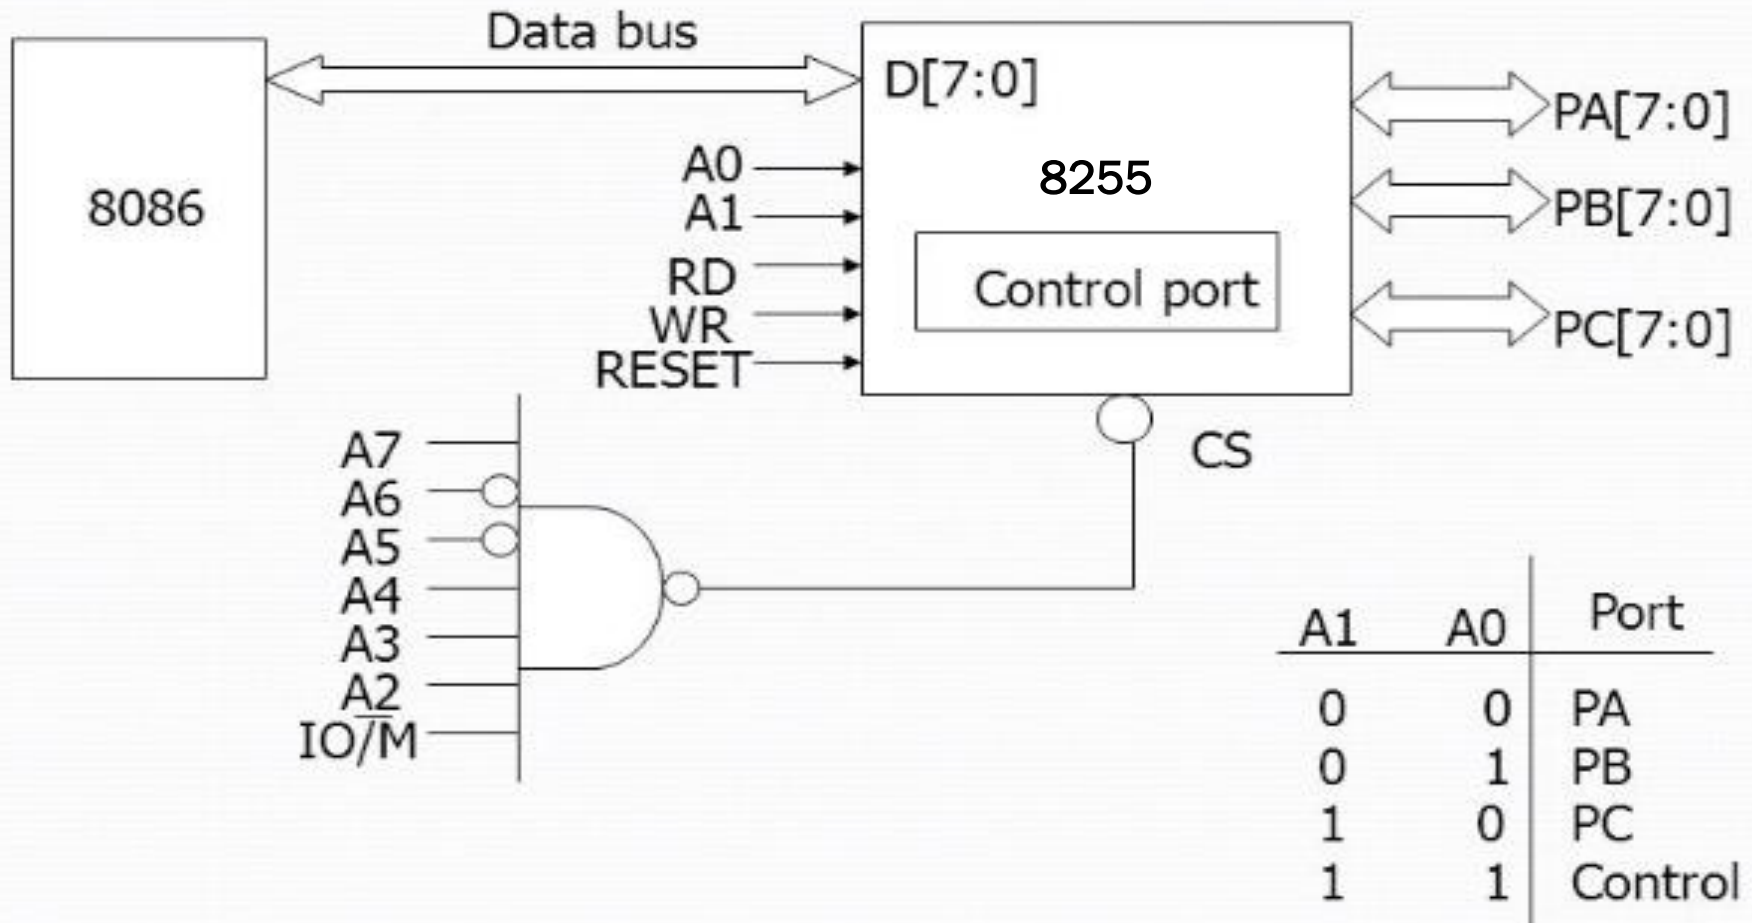 Data bus
8086
D[7:0]
8255
Control port
A0
A1
RD
WR
RESET
PA[7:0]
PB[7:0]
PC[7:0]
CS
A7
A6
A5
A4
A3
A2
IO/M̅
A1 A0 Port
0 0 PA
0 1 PB
1 0 PC
1 1 Control